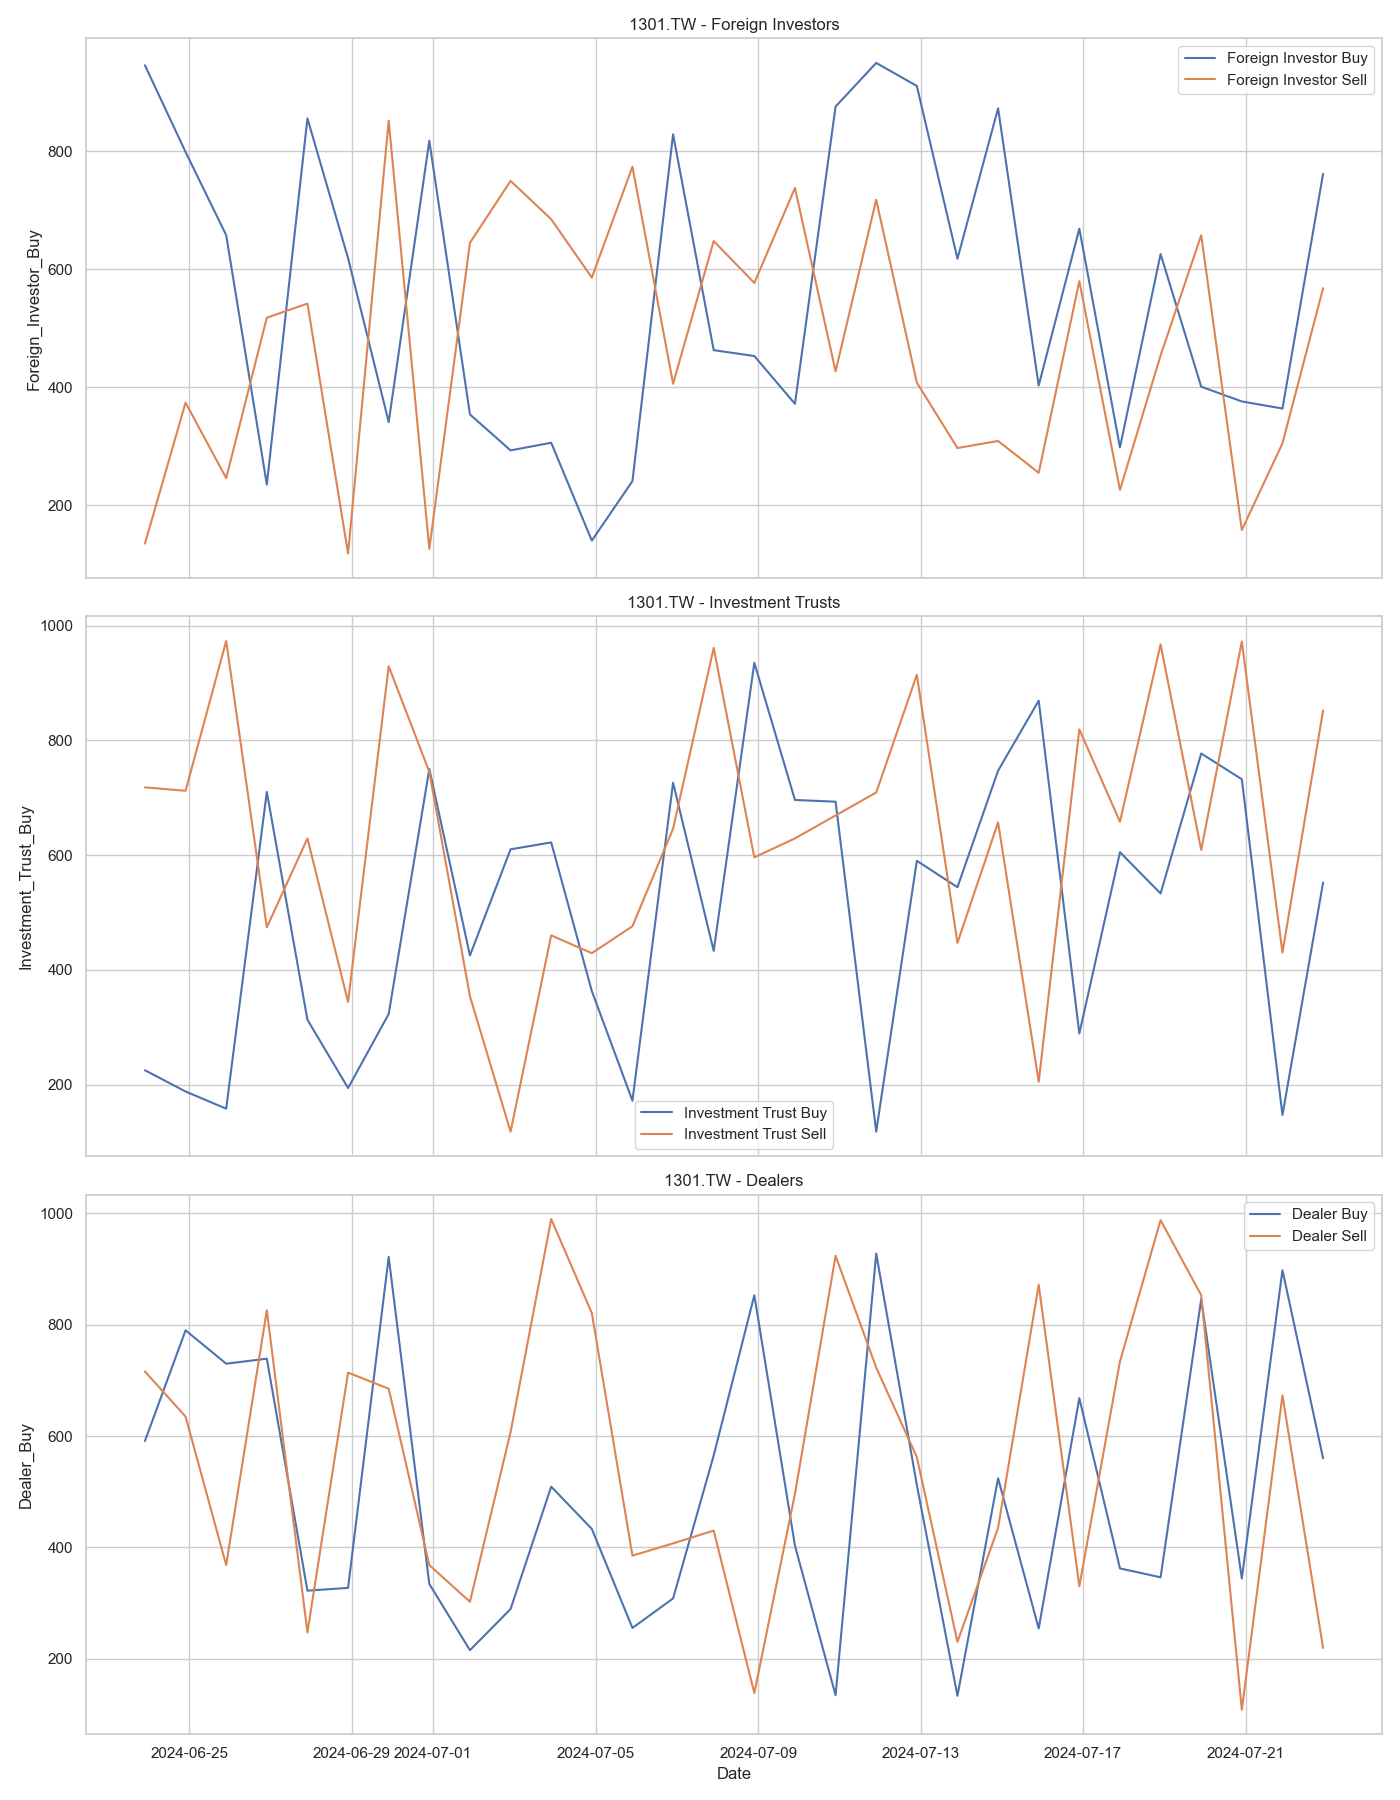 1301.TW - Foreign Investors
Foreign Investor Buy
Foreign Investor Sell
Foreign_Investor_Buy
800
600
400
200
1301.TW - Investment Trusts
Investment_Trust_Buy
1000
800
600
400
200
Investment Trust Buy
Investment Trust Sell
1301.TW - Dealers
Dealer Buy
Dealer Sell
Dealer_Buy
1000
800
600
400
200
2024-06-25 2024-06-29 2024-07-01 2024-07-05 2024-07-09 2024-07-13 2024-07-17 2024-07-21
Date